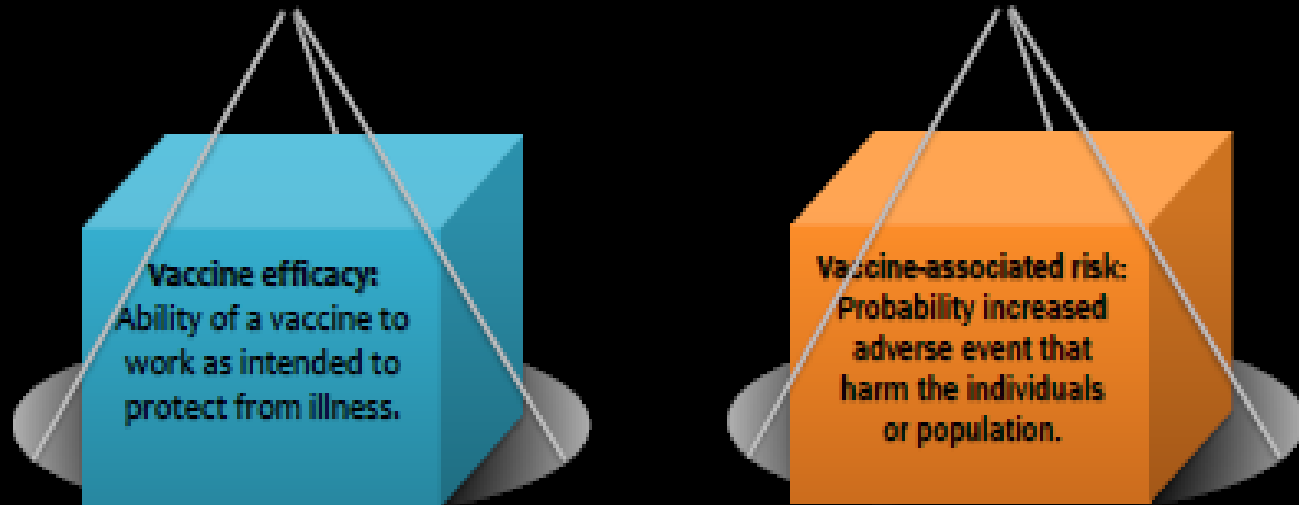 Vaccine efficacy:
Ability of a vaccine to
work as intended to
protect from illness.
Vaccine-associated risk:
Probability increased
adverse event that
harm the individuals
or population.